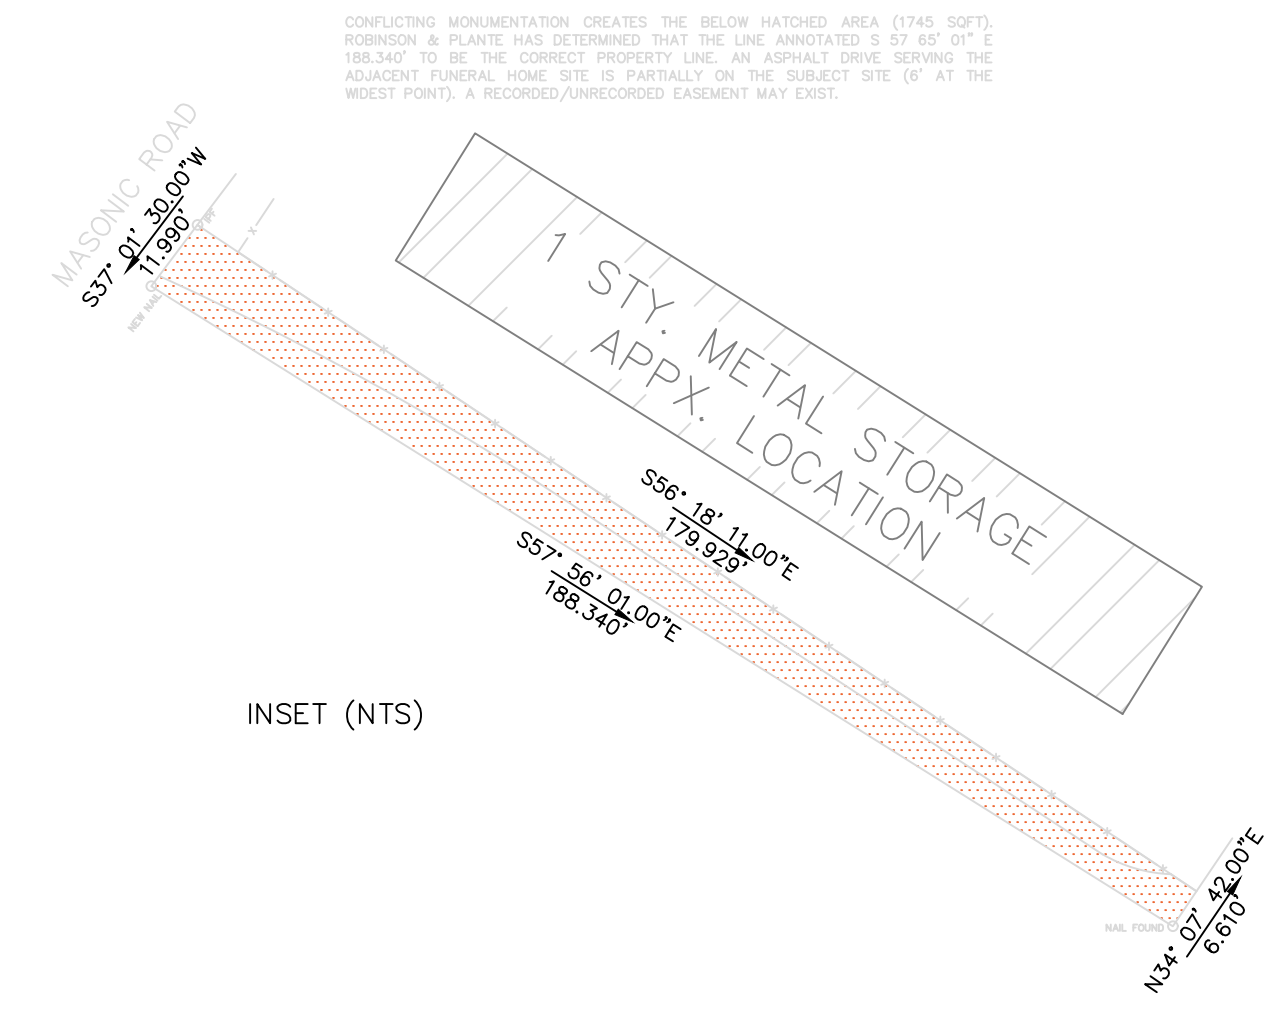 CONFLICTING MONUMENTATION CREATES THE BELOW HATCHED AREA (1745 SQFT).
ROBINSON & PLANTE HAS DETERMINED THAT THE LINE ANNOTATED S 57 65' 01" E
188.340' TO BE THE CORRECT PROPERTY LINE. AN ASPHALT DRIVE SERVING THE
ADJACENT FUNERAL HOME SITE IS PARTIALLY ON THE SUBJECT SITE (6' AT THE
WIDEST POINT). A RECORDED/UNRECORDED EASEMENT MAY EXIST.
MASONIC ROAD
S37° 01' 30.00"W
11.990'
IPF
X
NEW NAIL
1 STY. METAL STORAGE
APPX. LOCATION
S56° 18' 11.00"E
179.929'
S57° 56' 01.00"E
188.340'
INSET (NTS)
NAIL FOUND
N34° 07' 42.00"E
6.610'